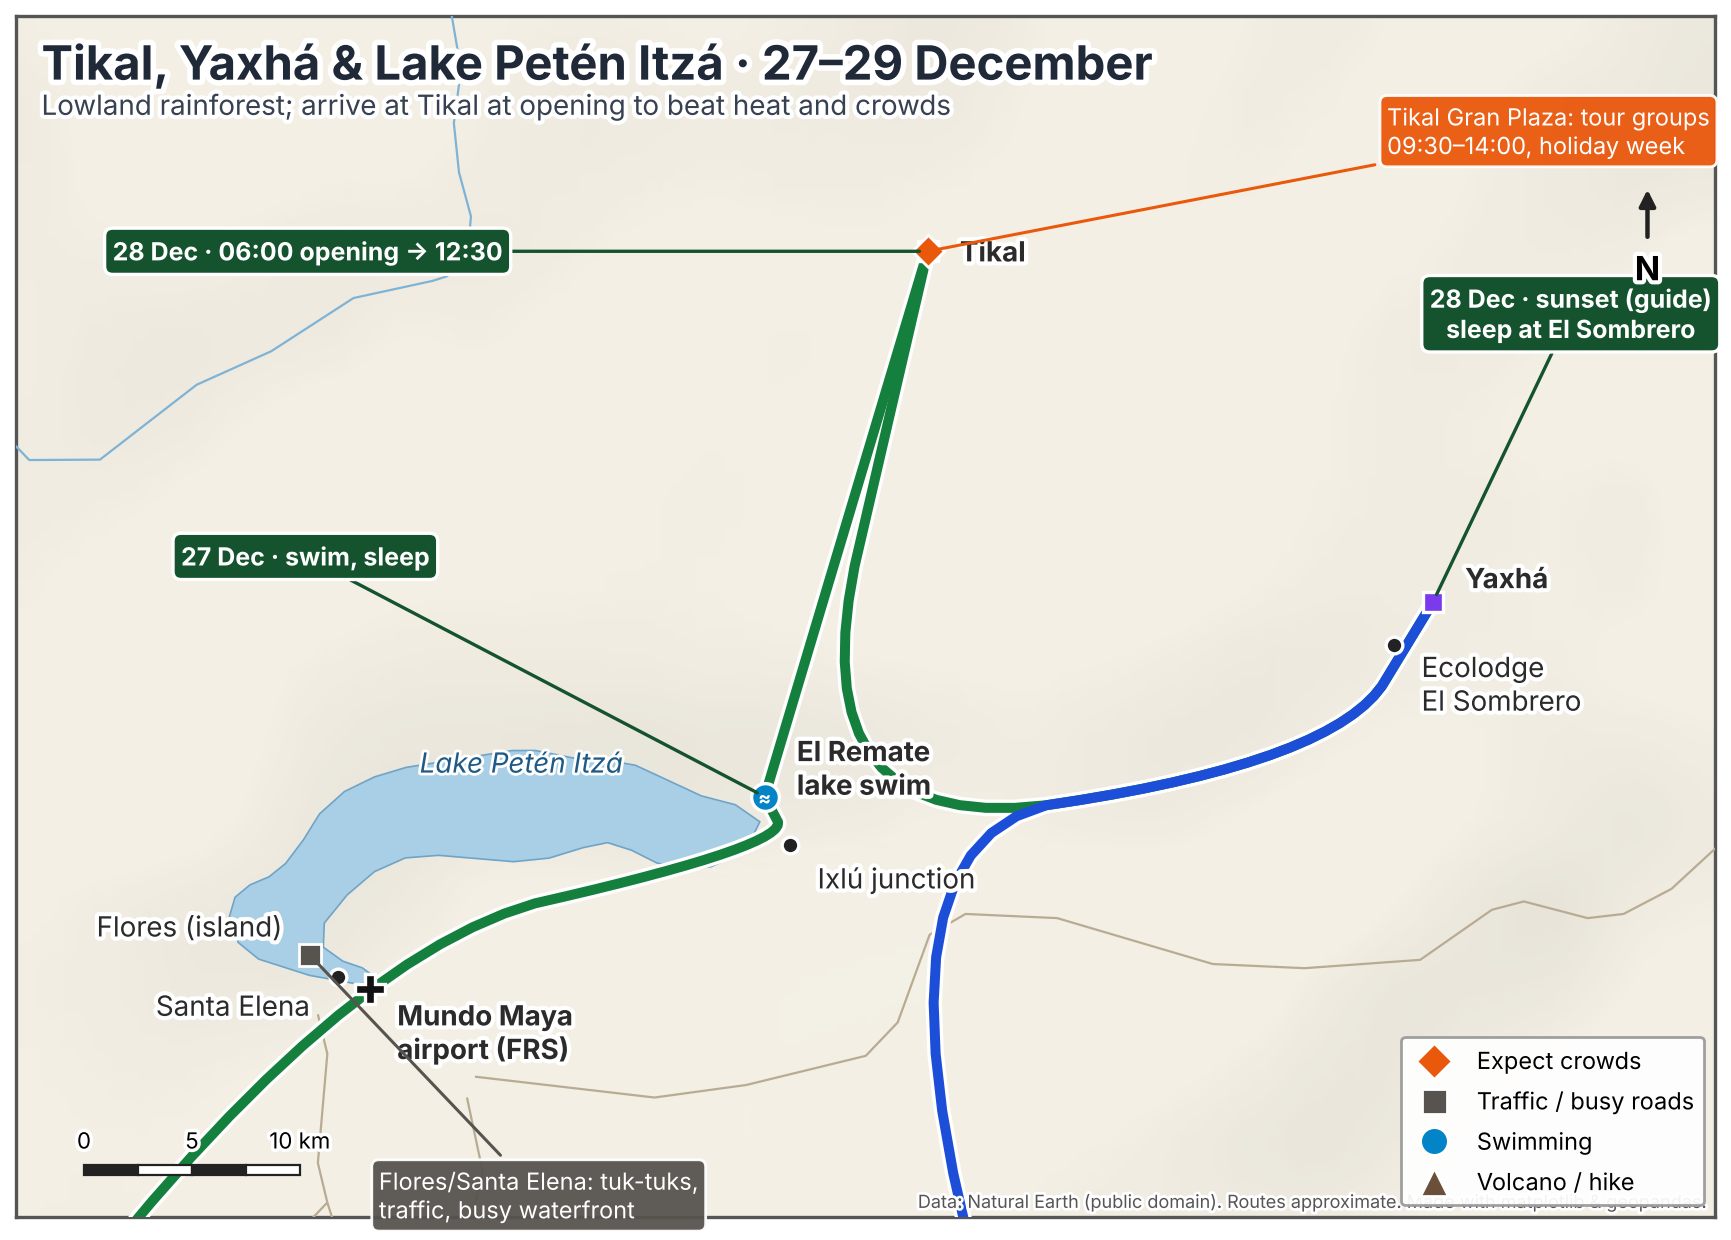 Tikal, Yaxhá & Lake Petén Itzá · 27–29 December
Lowland rainforest; arrive at Tikal at opening to beat heat and crowds
Tikal Gran Plaza: tour groups
09:30–14:00, holiday week
28 Dec · 06:00 opening → 12:30
Tikal
N
28 Dec · sunset (guide)
sleep at El Sombrero
27 Dec · swim, sleep
Yaxhá
Ecolodge
El Sombrero
Lake Petén Itzá
El Remate
lake swim
Ixlú junction
Flores (island)
Santa Elena
Mundo Maya
airport (FRS)
0 5 10 km
Flores/Santa Elena: tuk-tuks,
traffic, busy waterfront
Expect crowds
Traffic / busy roads
Swimming
Volcano / hike
Data: Natural Earth (public domain). Routes approximate. Made with matplotlib & geopandas.